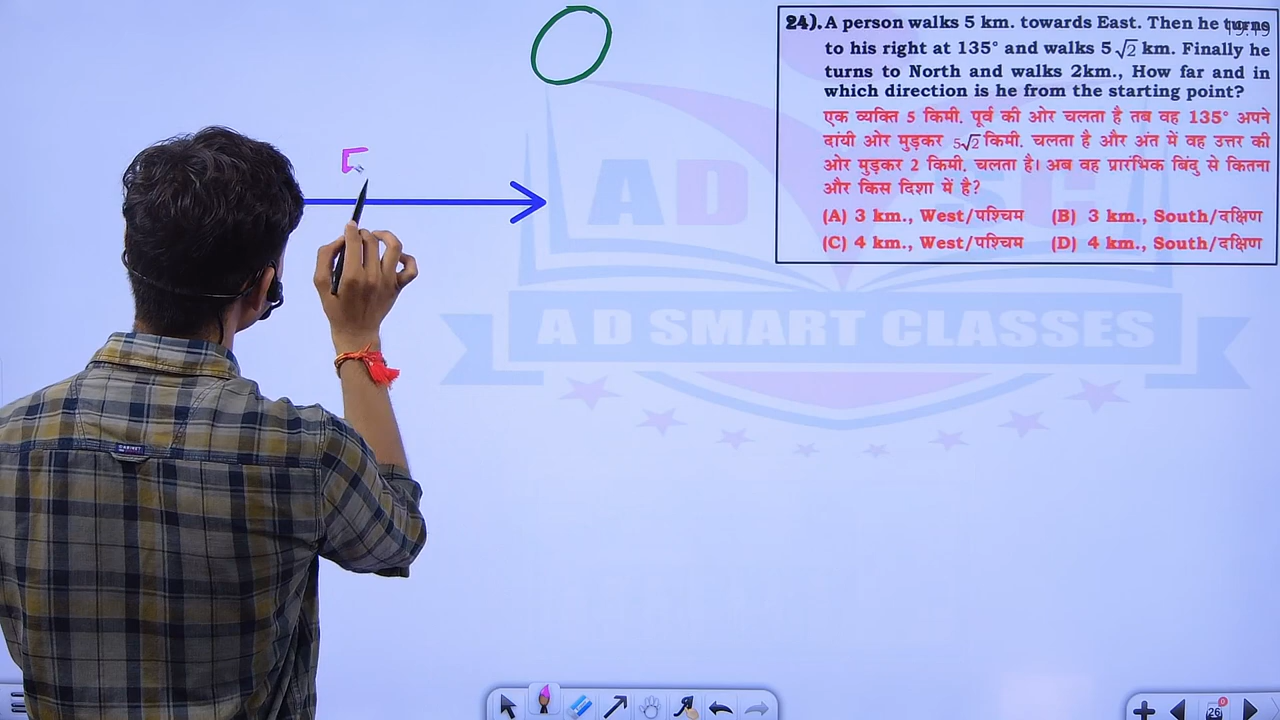 24). A person walks 5 km. towards East. Then he turns
to his right at 135° and walks 5√2 km. Finally he
turns to North and walks 2km., How far and in
which direction is he from the starting point?
एक व्यक्ति 5 किमी. पूर्व की ओर चलता है तब वह 135° अपने
दांयी ओर मुड़कर 5√2 किमी. चलता है और अंत में वह उत्तर की
ओर मुड़कर 2 किमी. चलता है। अब वह प्रारंभिक बिंदु से कितना
और किस दिशा में है?
(A) 3 km., West/पश्चिम (B) 3 km., South/दक्षिण
(C) 4 km., West/पश्चिम (D) 4 km., South/दक्षिण
AD SC
A D SMART CLASSES
26